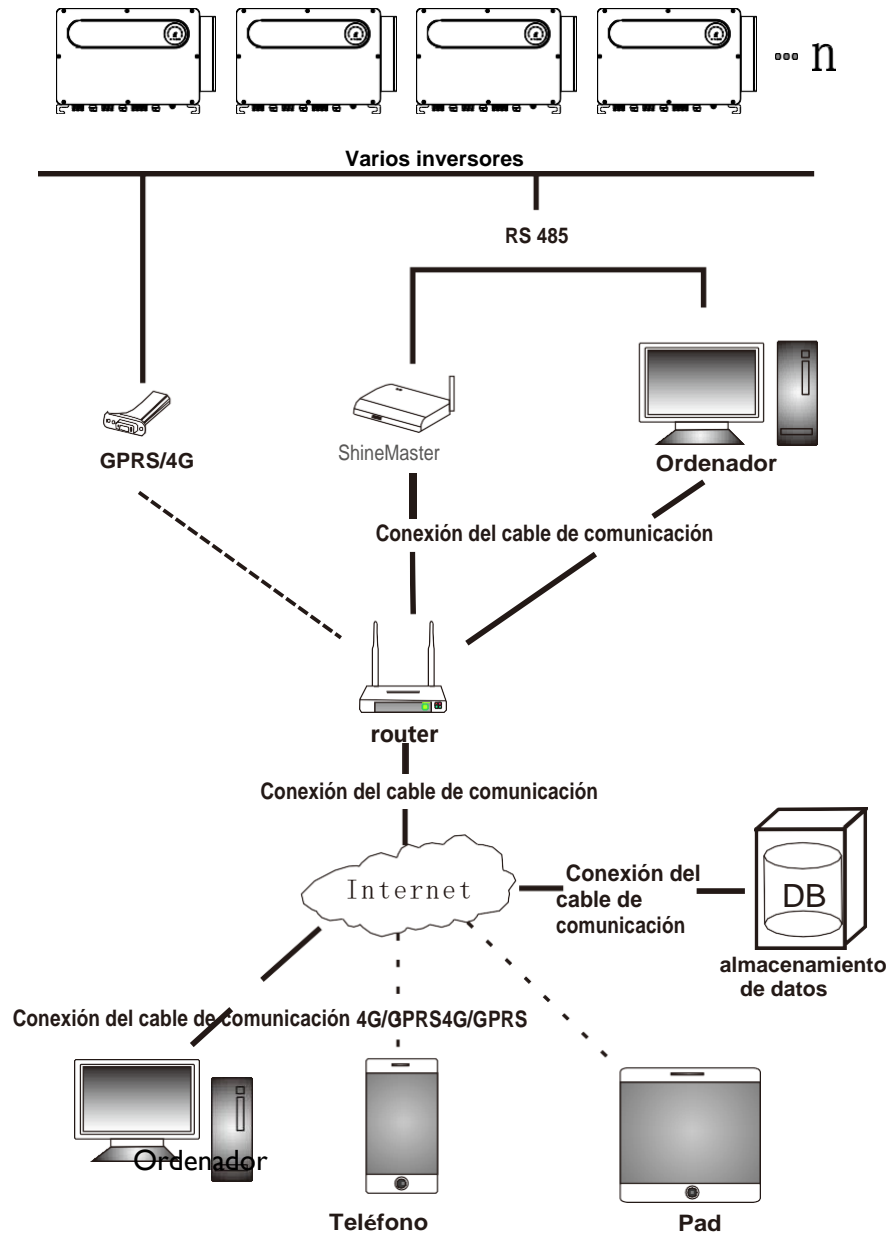 n
Varios inversores
RS 485
GPRS/4G
ShineMaster
Ordenador
Conexión del cable de comunicación
router
Conexión del cable de comunicación
Internet
Conexión del
cable de
comunicación
DB
almacenamiento
de datos
Conexión del cable de comunicación 4G/GPRS4G/GPRS
Ordenador
Teléfono
Pad